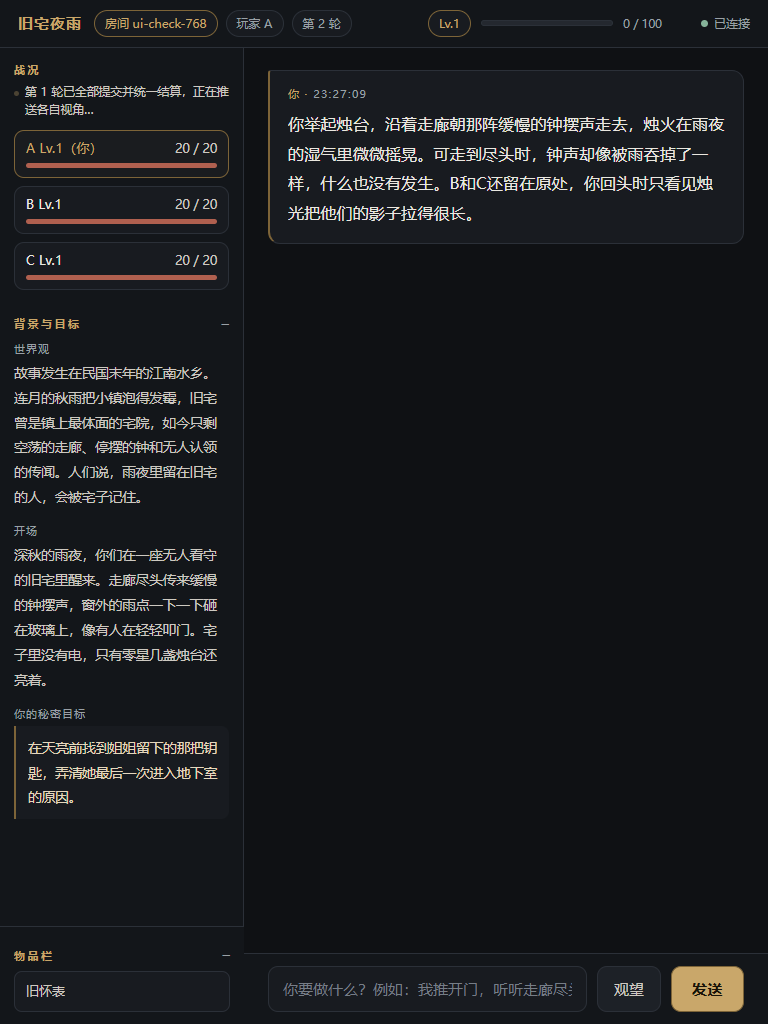 旧宅夜雨
房间 ui-check-768
玩家 A
第 2 轮
Lv.1
0 / 100
已连接
战况
第 1 轮已全部提交并统一结算，正在推
送各自视角...
A Lv.1（你）
20 / 20
B Lv.1
20 / 20
C Lv.1
20 / 20
背景与目标
世界观
故事发生在民国末年的江南水乡。
连月的秋雨把小镇泡得发霉，旧宅
曾是镇上最体面的宅院，如今只剩
空荡的走廊、停摆的钟和无人认领
的传闻。人们说，雨夜里留在旧宅
的人，会被宅子记住。
开场
深秋的雨夜，你们在一座无人看守
的旧宅里醒来。走廊尽头传来缓慢
的钟摆声，窗外的雨点一下一下砸
在玻璃上，像有人在轻轻叩门。宅
子里没有电，只有零星几盏烛台还
亮着。
你的秘密目标
在天亮前找到姐姐留下的那把钥
匙，弄清她最后一次进入地下室
的原因。
物品栏
旧怀表
你 · 23:27:09
你举起烛台，沿着走廊朝那阵缓慢的钟摆声走去，烛火在雨夜
的湿气里微微摇晃。可走到尽头时，钟声却像被雨吞掉了一
样，什么也没有发生。B和C还留在原处，你回头时只看见烛
光把他们的影子拉得很长。
你要做什么？例如：我推开门，听听走廊尽
观望
发送